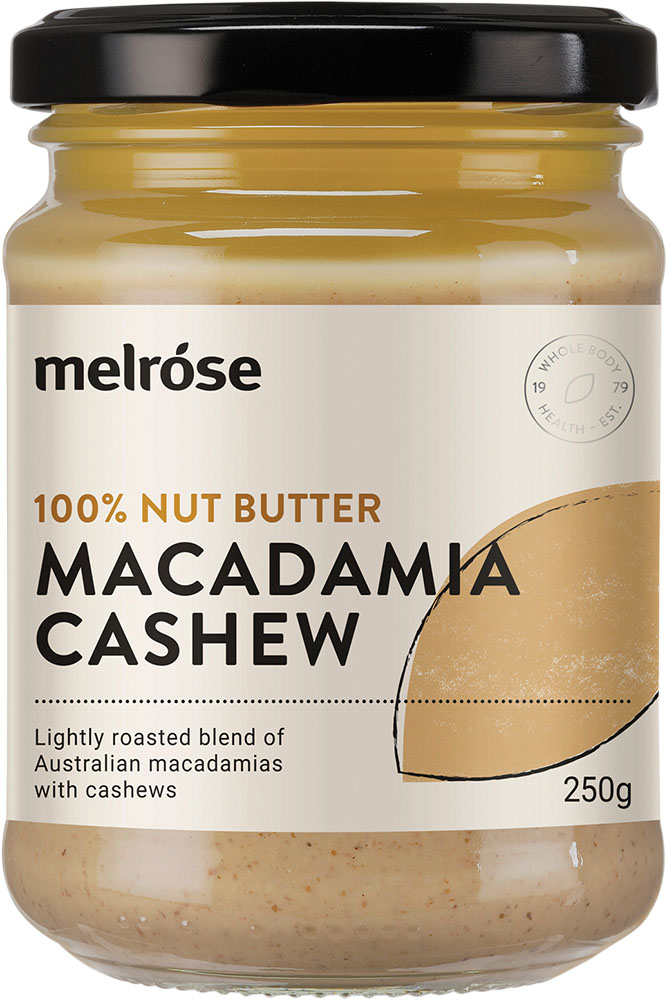 melróse
WHOLE BODY
19 79
HEALTH – EST.
100% NUT BUTTER
MACADAMIA
CASHEW
Lightly roasted blend of
Australian macadamias
with cashews
250g